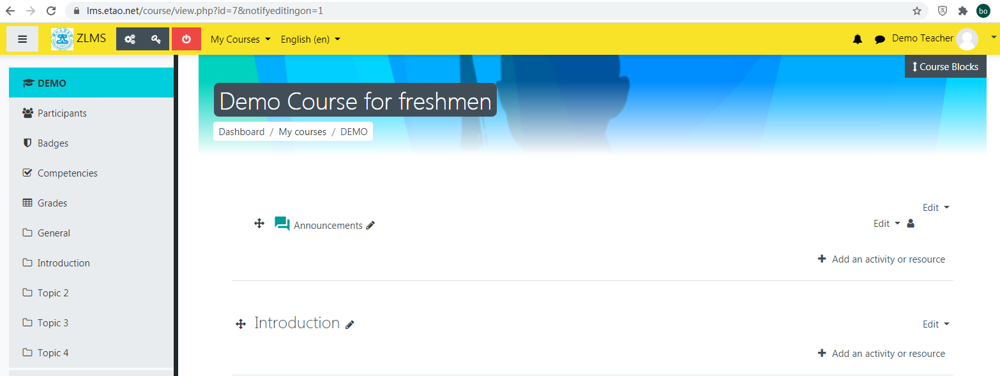 lms.etao.net/course/view.php?id=7&notifyeditingon=1
bo
ZLMS
My Courses
English (en)
Demo Teacher
DEMO
Participants
Badges
Competencies
Grades
General
Introduction
Topic 2
Topic 3
Topic 4
Course Blocks
Demo Course for freshmen
Dashboard / My courses / DEMO
Edit
Announcements
Edit
Add an activity or resource
Introduction
Edit
Add an activity or resource